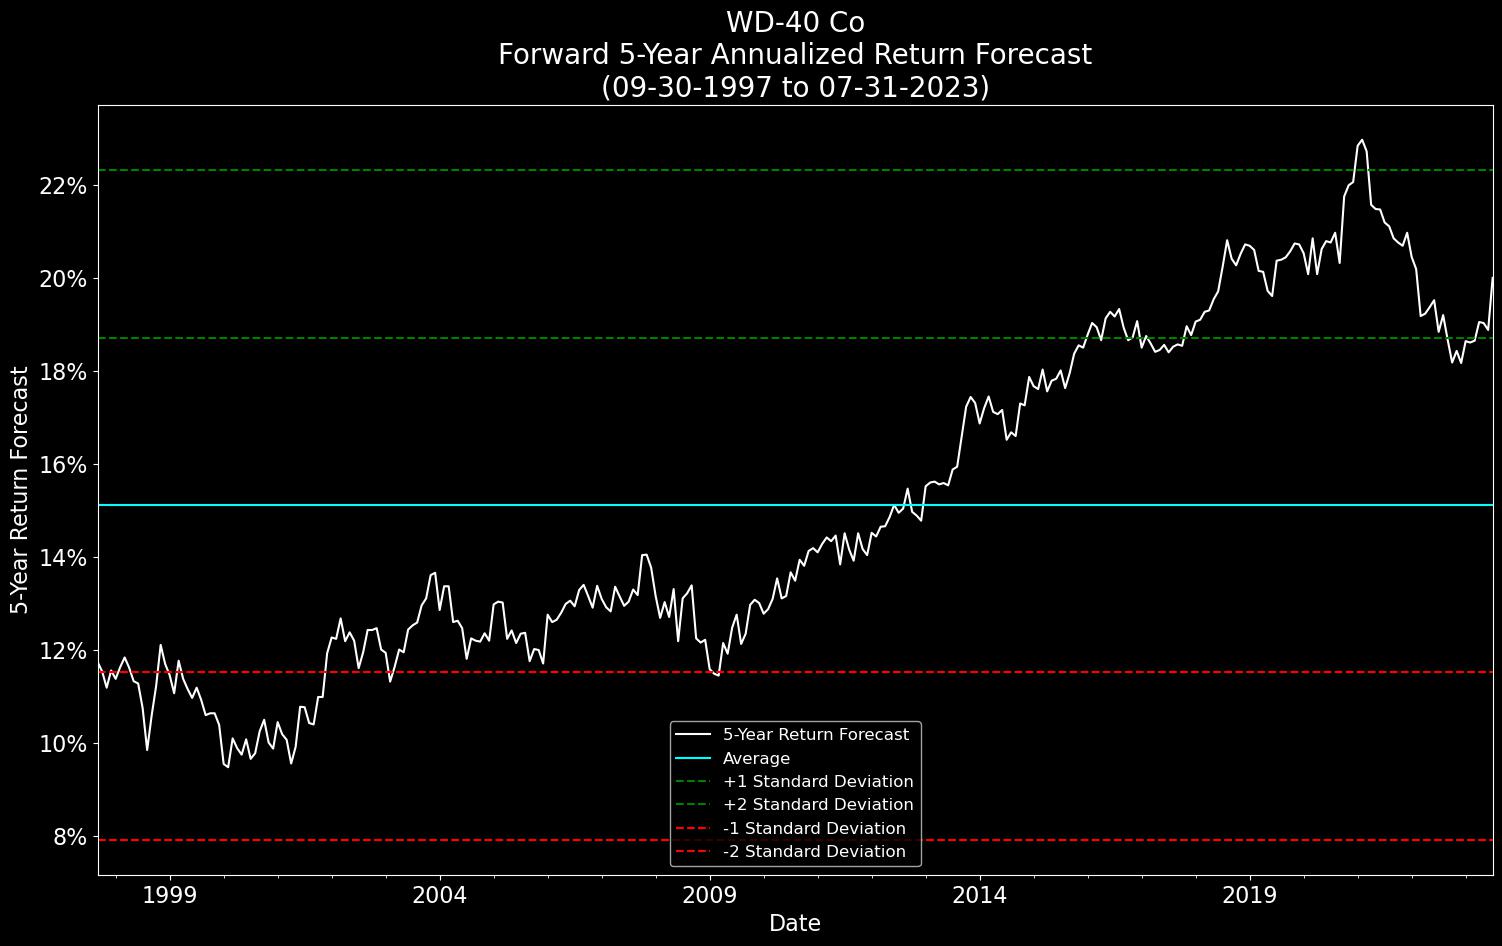 WD-40 Co
Forward 5-Year Annualized Return Forecast
(09-30-1997 to 07-31-2023)
5-Year Return Forecast
22%
20%
18%
16%
14%
12%
10%
8%
5-Year Return Forecast
Average
+1 Standard Deviation
+2 Standard Deviation
-1 Standard Deviation
-2 Standard Deviation
1999 2004 2009 2014 2019
Date